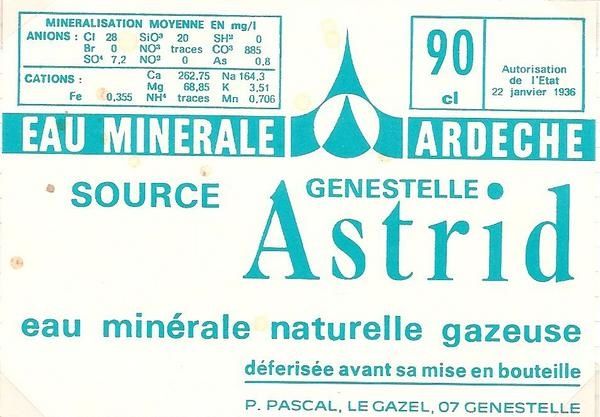 MINERALISATION MOYENNE EN mg/l
ANIONS : Cl 28 SiO³ 20 SH² 0
Br 0 NO³ traces CO³ 885
SO⁴ 7,2 NO² 0 As 0,8
CATIONS : Ca 262,75 Na 164,3
Mg 68,85 K 3,51
Fe 0,355 NH⁴ traces Mn 0,706
90
cl
Autorisation
de l'Etat
22 janvier 1936
EAU MINERALE ARDECHE
SOURCE GENESTELLE
Astrid
eau minérale naturelle gazeuse
déferisée avant sa mise en bouteille
P. PASCAL, LE GAZEL, 07 GENESTELLE